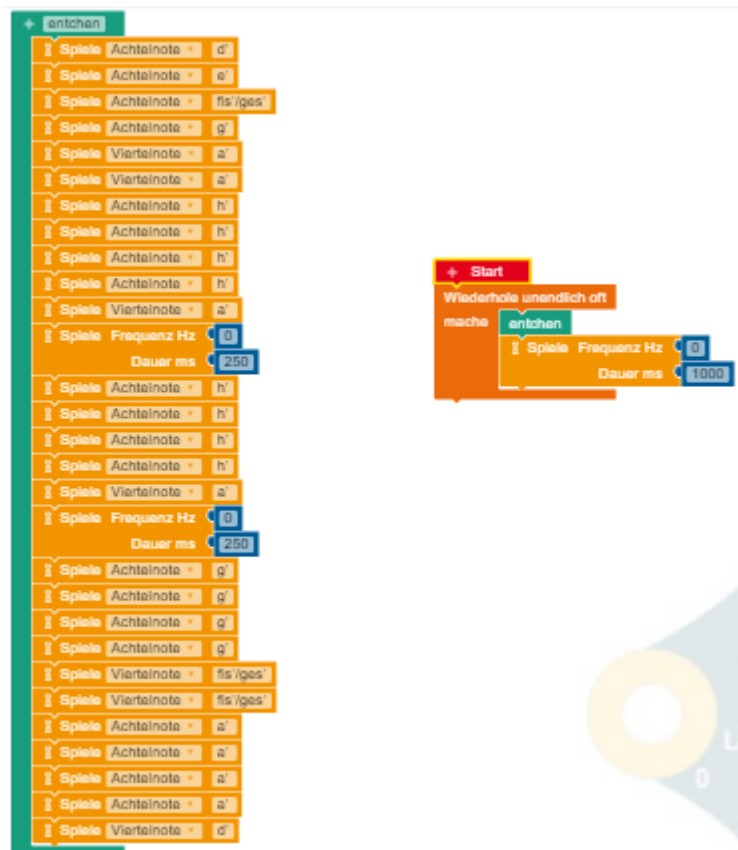 + entchen
Spiele Achtelnote d'
Spiele Achtelnote e'
Spiele Achtelnote fis'/ges'
Spiele Achtelnote g'
Spiele Viertelnote a'
Spiele Viertelnote a'
Spiele Achtelnote h'
Spiele Achtelnote h'
Spiele Achtelnote h'
Spiele Achtelnote h'
Spiele Viertelnote a'
Spiele Frequenz Hz 0
Dauer ms 250
Spiele Achtelnote h'
Spiele Achtelnote h'
Spiele Achtelnote h'
Spiele Achtelnote h'
Spiele Viertelnote a'
Spiele Frequenz Hz 0
Dauer ms 250
Spiele Achtelnote g'
Spiele Achtelnote g'
Spiele Achtelnote g'
Spiele Achtelnote g'
Spiele Viertelnote fis'/ges'
Spiele Viertelnote fis'/ges'
Spiele Achtelnote a'
Spiele Achtelnote a'
Spiele Achtelnote a'
Spiele Achtelnote a'
Spiele Viertelnote d'
+ Start
Wiederhole unendlich oft
mache entchen
Spiele Frequenz Hz 0
Dauer ms 1000
L
0